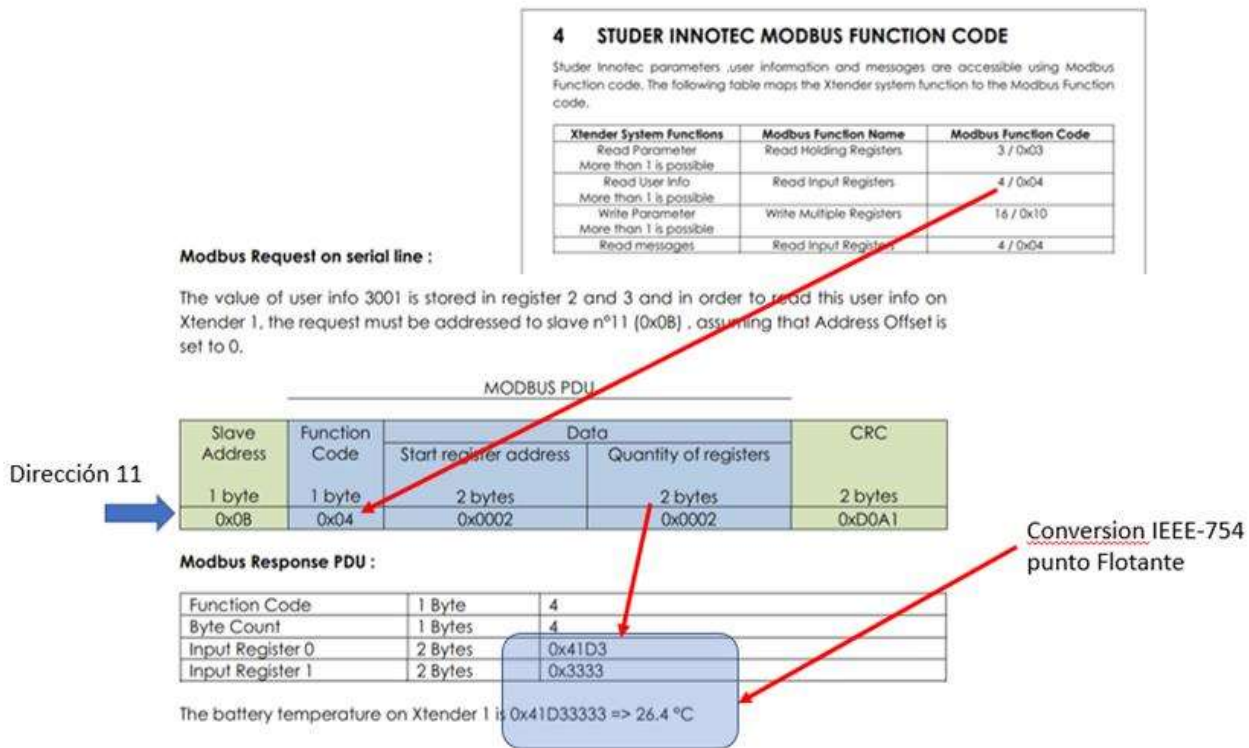 4 STUDER INNOTEC MODBUS FUNCTION CODE
Studer Innotec parameters ,user information and messages are accessible using Modbus
Function code. The following table maps the Xtender system function to the Modbus Function
code.
Xtender System Functions Modbus Function Name Modbus Function Code
Read Parameter Read Holding Registers 3 / 0x03
More than 1 is possible
Read User Info Read Input Registers 4 / 0x04
More than 1 is possible
Write Parameter Write Multiple Registers 16 / 0x10
More than 1 is possible
Read messages Read Input Registers 4 / 0x04
Modbus Request on serial line :
The value of user info 3001 is stored in register 2 and 3 and in order to read this user info on
Xtender 1, the request must be addressed to slave nº11 (0x0B) , assuming that Address Offset is
set to 0.
MODBUS PDU
Slave Function Data CRC
Address Code Start register address Quantity of registers
1 byte 1 byte 2 bytes 2 bytes 2 bytes
0x0B 0x04 0x0002 0x0002 0xD0A1
Dirección 11
Conversion IEEE-754
punto Flotante
Modbus Response PDU :
Function Code 1 Byte 4
Byte Count 1 Bytes 4
Input Register 0 2 Bytes 0x41D3
Input Register 1 2 Bytes 0x3333
The battery temperature on Xtender 1 is 0x41D33333 => 26.4 ºC